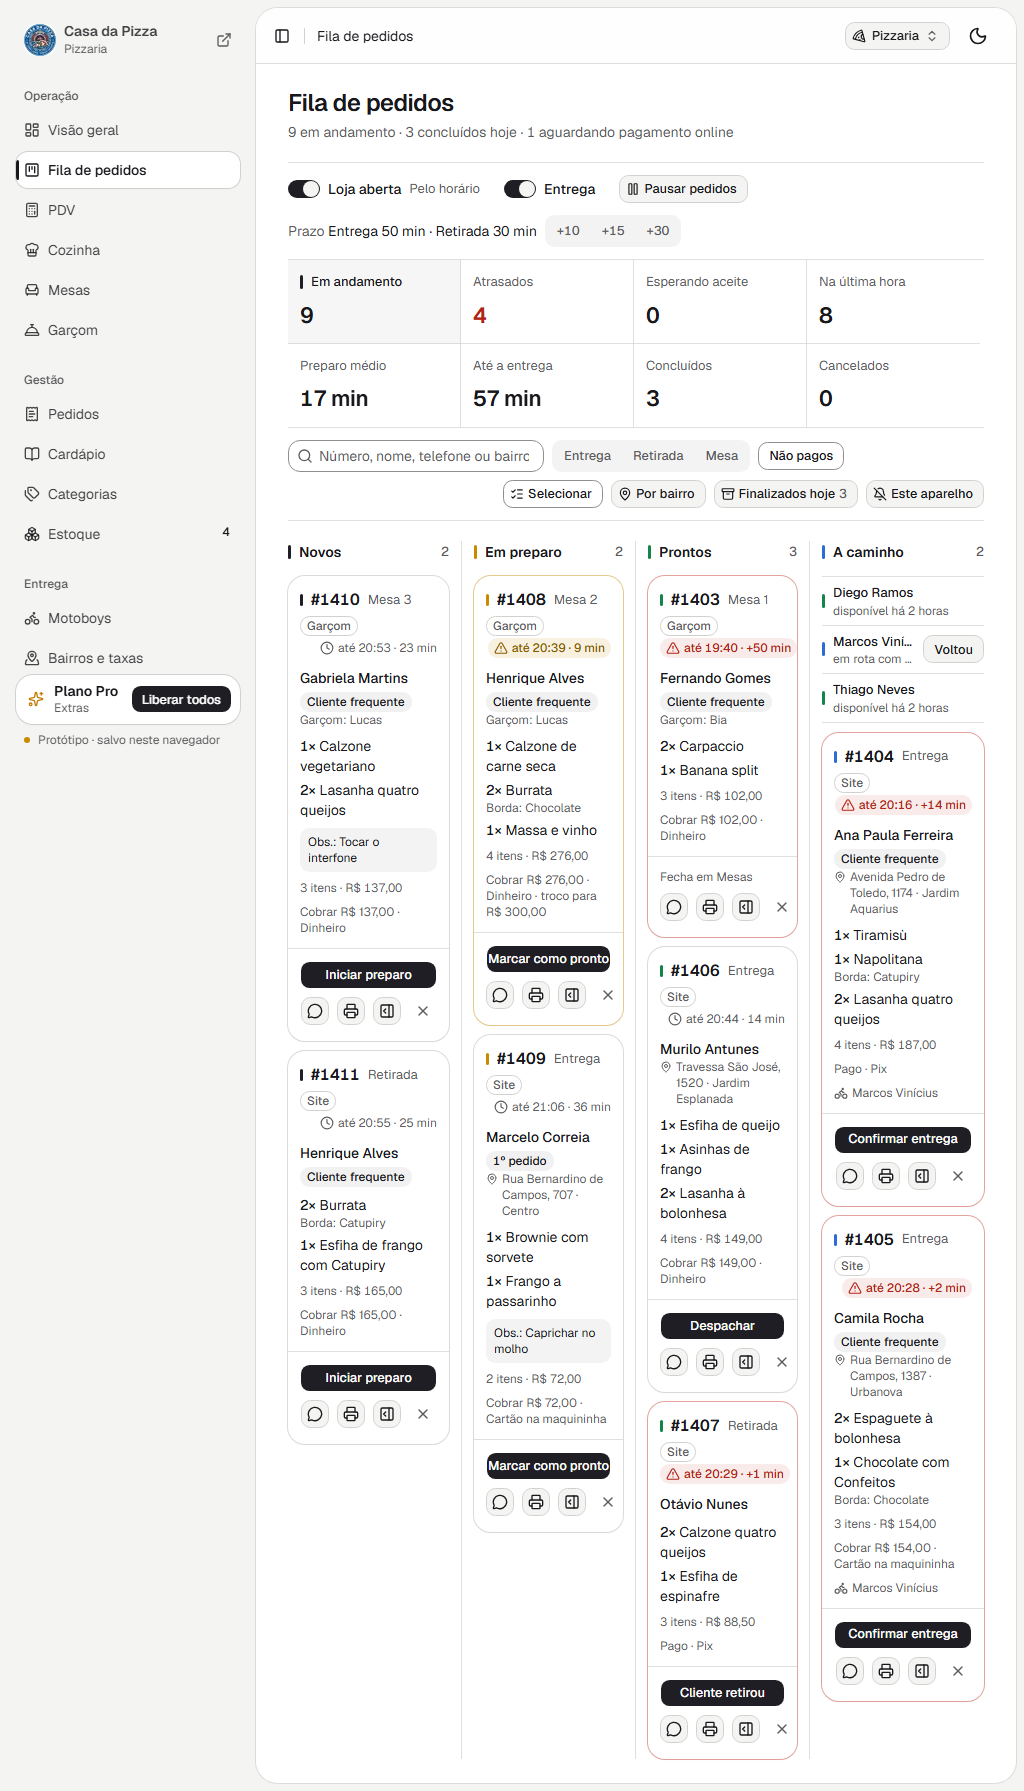 Casa da Pizza
Pizzaria
Operação
Visão geral
Fila de pedidos
PDV
Cozinha
Mesas
Garçom
Gestão
Pedidos
Cardápio
Categorias
Estoque 4
Entrega
Motoboys
Bairros e taxas
Plano Pro
Extras
Liberar todos
Protótipo · salvo neste navegador
Fila de pedidos
Pizzaria
Fila de pedidos
9 em andamento · 3 concluídos hoje · 1 aguardando pagamento online
Loja aberta Pelo horário Entrega Pausar pedidos
Prazo Entrega 50 min · Retirada 30 min +10 +15 +30
Em andamento
9
Atrasados
4
Esperando aceite
0
Na última hora
8
Preparo médio
17 min
Até a entrega
57 min
Concluídos
3
Cancelados
0
Número, nome, telefone ou bairro
Entrega Retirada Mesa Não pagos
Selecionar Por bairro Finalizados hoje 3 Este aparelho
Novos 2
#1410 Mesa 3
Garçom
até 20:53 · 23 min
Gabriela Martins
Cliente frequente
Garçom: Lucas
1× Calzone
vegetariano
2× Lasanha quatro
queijos
Obs.: Tocar o
interfone
3 itens · R$ 137,00
Cobrar R$ 137,00 ·
Dinheiro
Iniciar preparo
#1411 Retirada
Site
até 20:55 · 25 min
Henrique Alves
Cliente frequente
2× Burrata
Borda: Catupiry
1× Esfiha de frango
com Catupiry
3 itens · R$ 165,00
Cobrar R$ 165,00 ·
Dinheiro
Iniciar preparo
Em preparo 2
#1408 Mesa 2
Garçom
até 20:39 · 9 min
Henrique Alves
Cliente frequente
Garçom: Lucas
1× Calzone de
carne seca
2× Burrata
Borda: Chocolate
1× Massa e vinho
4 itens · R$ 276,00
Cobrar R$ 276,00 ·
Dinheiro · troco para
R$ 300,00
Marcar como pronto
#1409 Entrega
Site
até 21:06 · 36 min
Marcelo Correia
1º pedido
Rua Bernardino de
Campos, 707 ·
Centro
1× Brownie com
sorvete
1× Frango a
passarinho
Obs.: Caprichar no
molho
2 itens · R$ 72,00
Cobrar R$ 72,00 ·
Cartão na maquininha
Marcar como pronto
Prontos 3
#1403 Mesa 1
Garçom
até 19:40 · +50 min
Fernando Gomes
Cliente frequente
Garçom: Bia
2× Carpaccio
1× Banana split
3 itens · R$ 102,00
Cobrar R$ 102,00 ·
Dinheiro
Fecha em Mesas
#1406 Entrega
Site
até 20:44 · 14 min
Murilo Antunes
Travessa São José,
1520 · Jardim
Esplanada
1× Esfiha de queijo
1× Asinhas de
frango
2× Lasanha à
bolonhesa
4 itens · R$ 149,00
Cobrar R$ 149,00 ·
Dinheiro
Despachar
#1407 Retirada
Site
até 20:29 · +1 min
Otávio Nunes
2× Calzone quatro
queijos
1× Esfiha de
espinafre
3 itens · R$ 88,50
Pago · Pix
Cliente retirou
A caminho 2
Diego Ramos
disponível há 2 horas
Marcos Viní...
em rota com ...
Voltou
Thiago Neves
disponível há 2 horas
#1404 Entrega
Site
até 20:16 · +14 min
Ana Paula Ferreira
Cliente frequente
Avenida Pedro de
Toledo, 1174 · Jardim
Aquarius
1× Tiramisù
1× Napolitana
Borda: Catupiry
2× Lasanha quatro
queijos
4 itens · R$ 187,00
Pago · Pix
Marcos Vinícius
Confirmar entrega
#1405 Entrega
Site
até 20:28 · +2 min
Camila Rocha
Cliente frequente
Rua Bernardino de
Campos, 1387 ·
Urbanova
2× Espaguete à
bolonhesa
1× Chocolate com
Confeitos
Borda: Chocolate
3 itens · R$ 154,00
Cobrar R$ 154,00 ·
Cartão na maquininha
Marcos Vinícius
Confirmar entrega